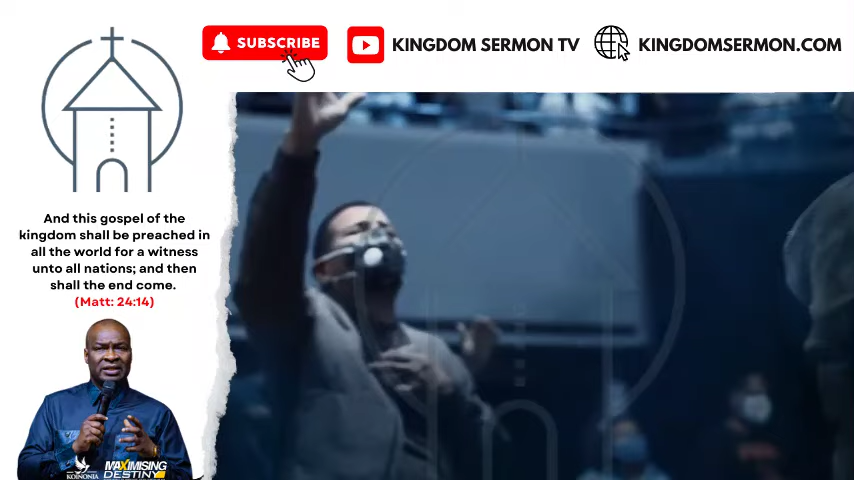 SUBSCRIBE
KINGDOM SERMON TV
KINGDOMSERMON.COM
And this gospel of the
kingdom shall be preached in
all the world for a witness
unto all nations; and then
shall the end come.
(Matt: 24:14)
KOINONIA
MAXIMISING
DESTINY